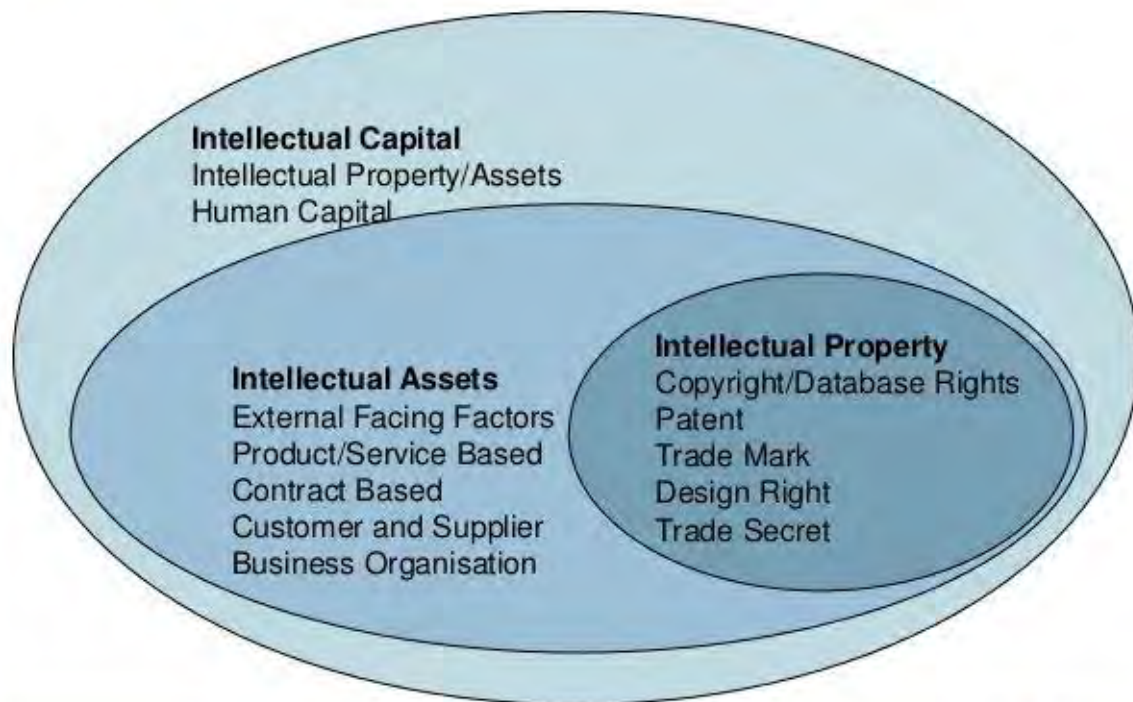 Intellectual Capital
Intellectual Property/Assets
Human Capital
Intellectual Assets
External Facing Factors
Product/Service Based
Contract Based
Customer and Supplier
Business Organisation
Intellectual Property
Copyright/Database Rights
Patent
Trade Mark
Design Right
Trade Secret